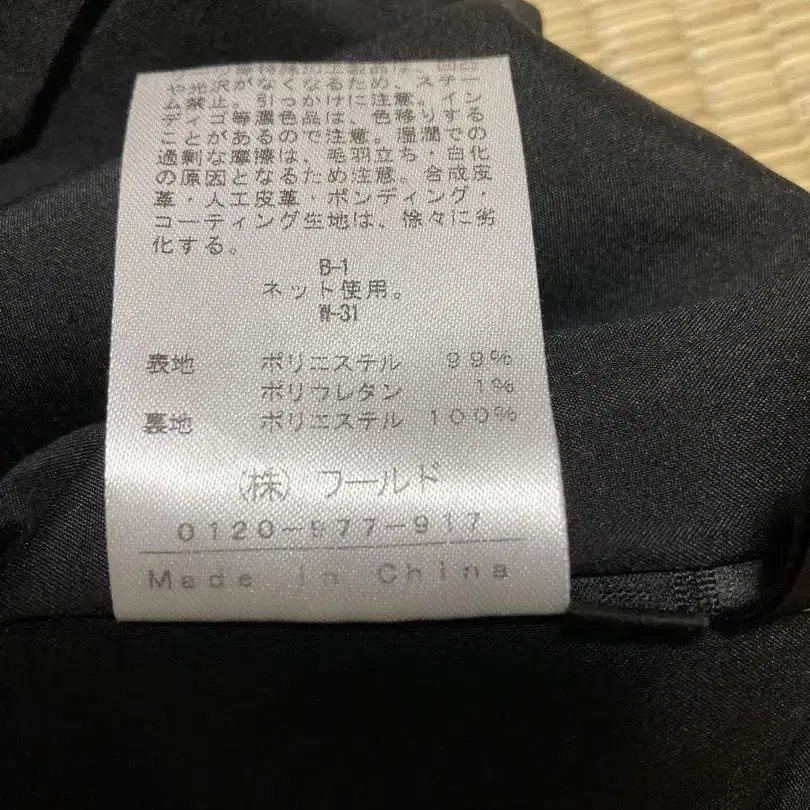 や光沢がなくなるため、スチー
ム禁止。引っかけに注意。イン
ディゴ等濃色品は、色移りする
ことがあるので注意。湿潤での
過剰な摩擦は、毛羽立ち・白化
の原因となるため注意。合成皮
革・人工皮革・ボンディング・
コーティング生地は、徐々に劣
化する。
B-1
ネット使用。
W-31
表地 ポリエステル 99%
ポリウレタン 1%
裏地 ポリエステル 100%
(株) フールド
0120-977-917
Made in China